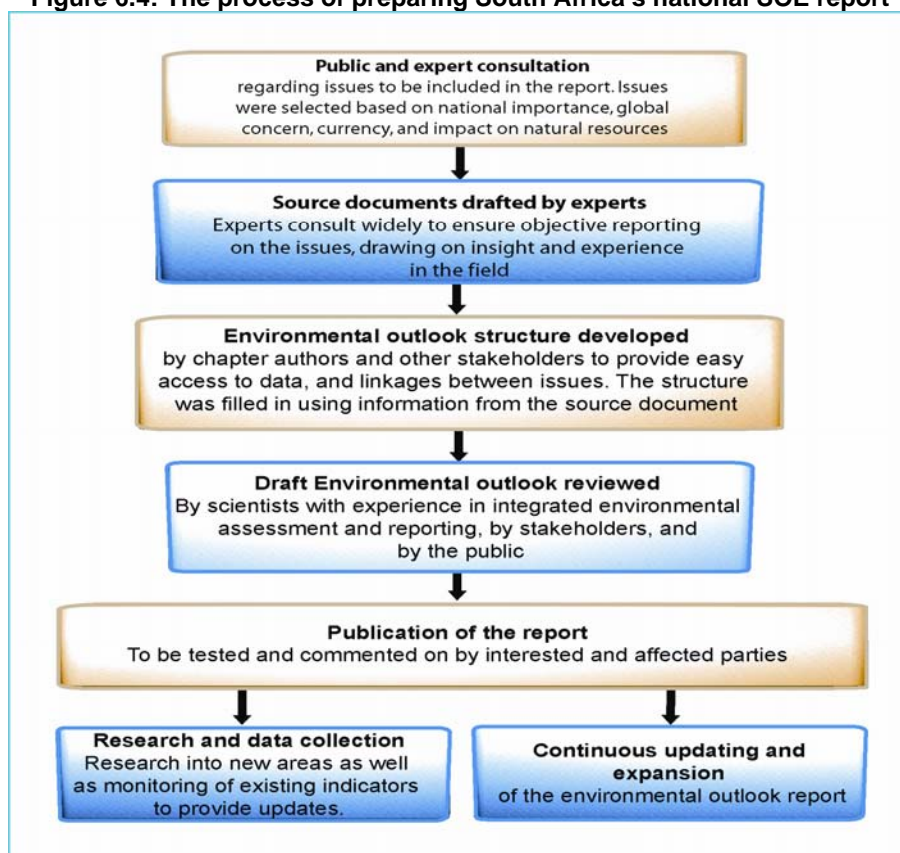 Figure 6.4: The process of preparing South Africa's national SOE report
Public and expert consultation
regarding issues to be included in the report. Issues
were selected based on national importance, global
concern, currency, and impact on natural resources
Source documents drafted by experts
Experts consult widely to ensure objective reporting
on the issues, drawing on insight and experience
in the field
Environmental outlook structure developed
by chapter authors and other stakeholders to provide easy
access to data, and linkages between issues. The structure
was filled in using information from the source document
Draft Environmental outlook reviewed
By scientists with experience in integrated environmental
assessment and reporting, by stakeholders, and
by the public
Publication of the report
To be tested and commented on by interested and affected parties
Research and data collection
Research into new areas as well
as monitoring of existing indicators
to provide updates.
Continuous updating and
expansion
of the environmental outlook report